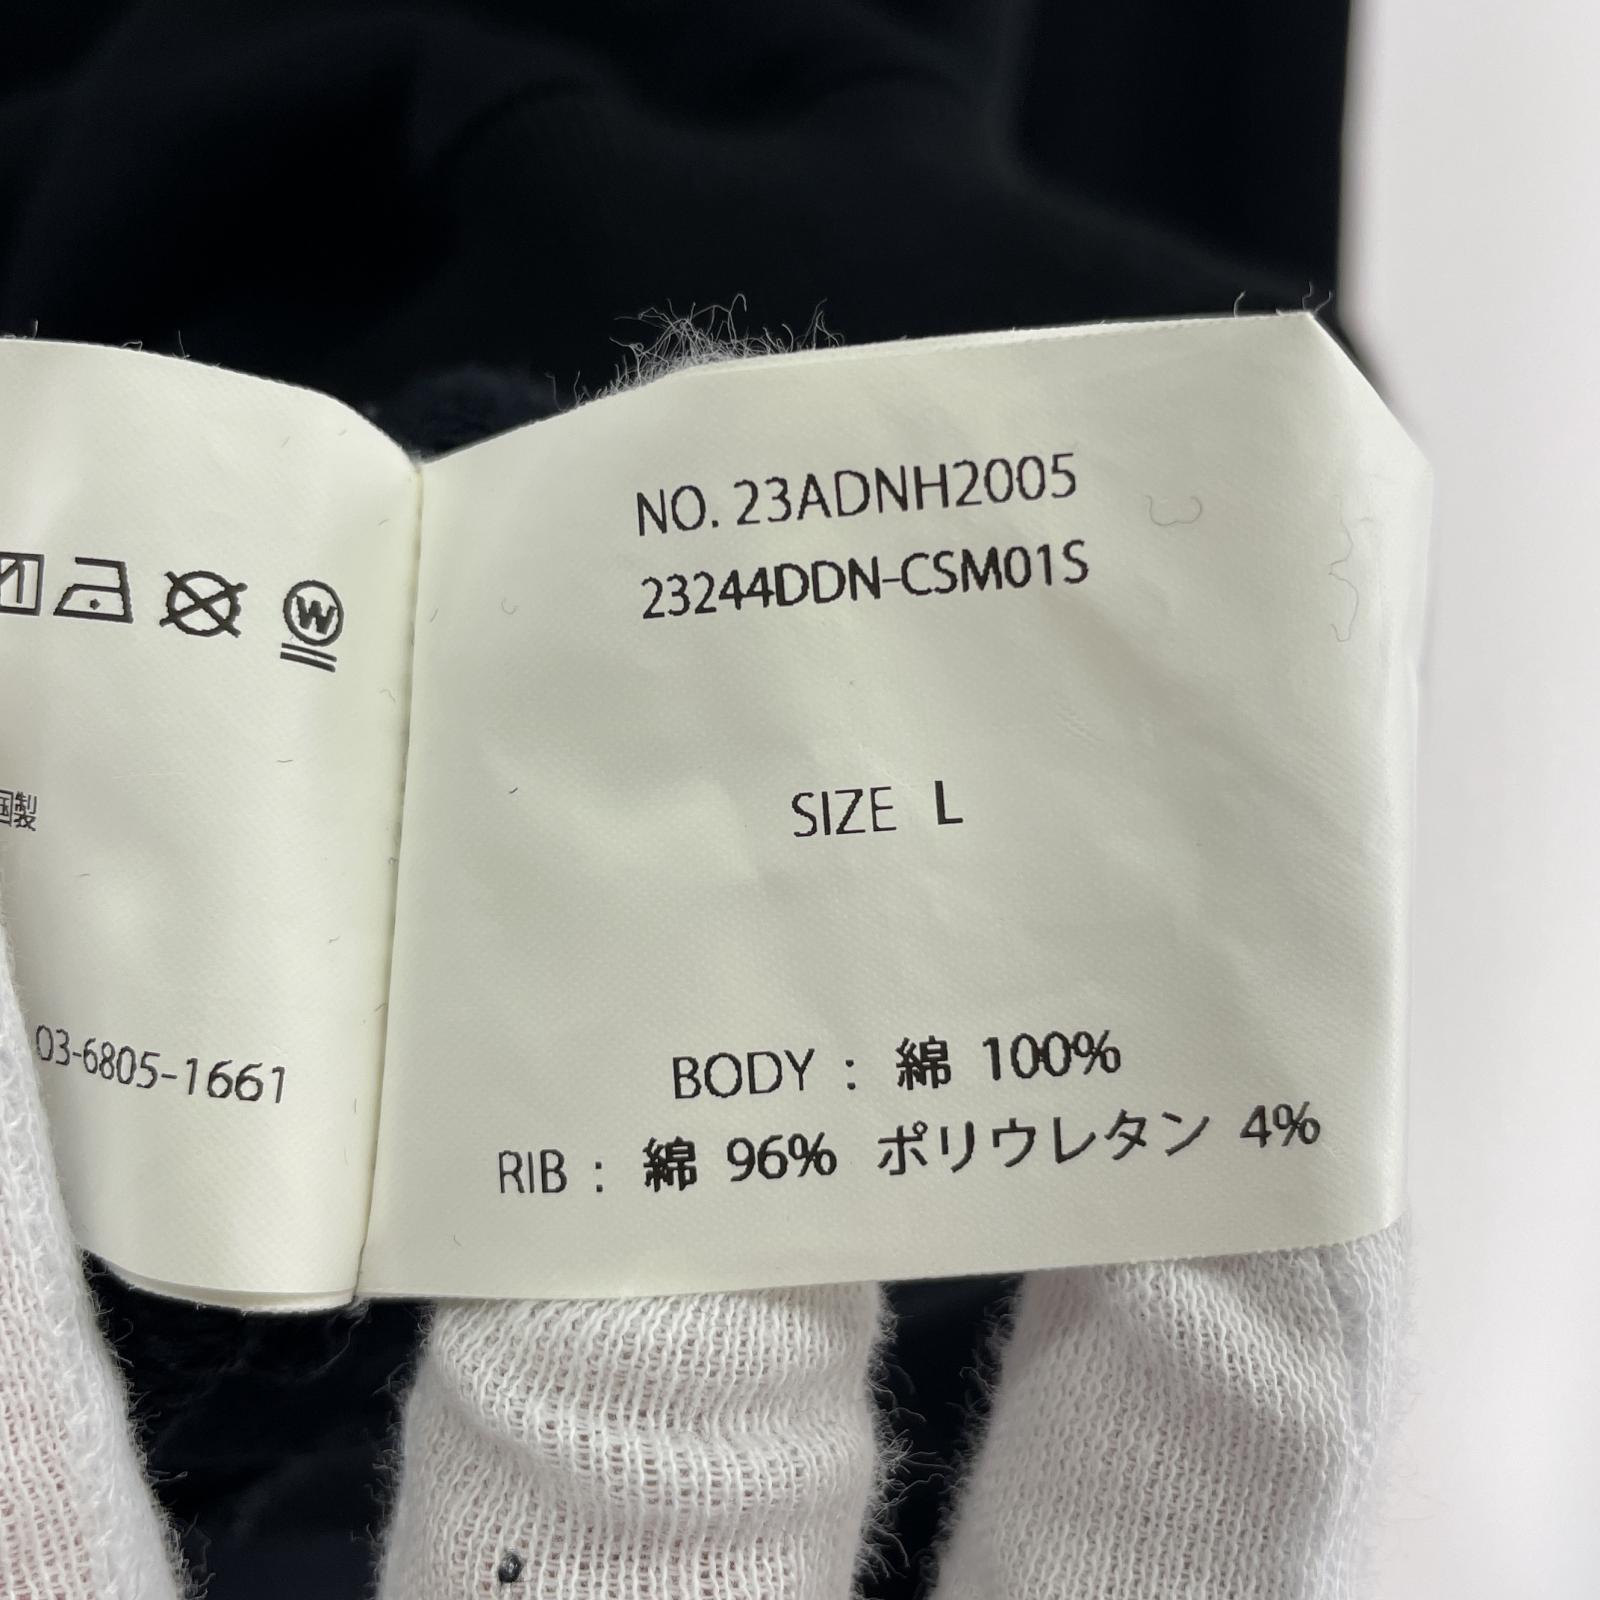 NO. 23ADNH2005
23244DDN-CSM01S
SIZE L
BODY : 綿 100%
RIB : 綿 96% ポリウレタン 4%
W
国製
03-6805-1661